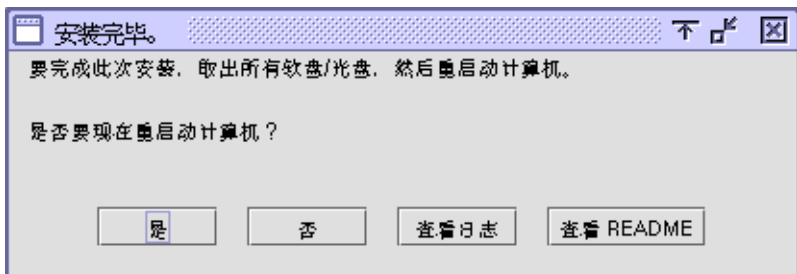 安装完毕。
要完成此次安装，取出所有软盘/光盘，然后重启动计算机。
是否要现在重启动计算机？
是
否
查看日志
查看 README